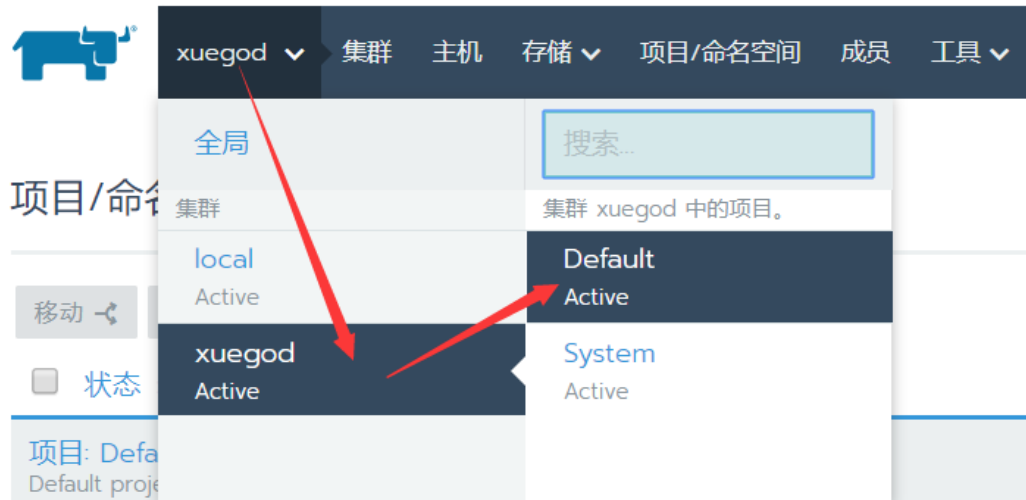 xuegod 集群 主机 存储 项目/命名空间 成员 工具
全局 搜索...
项目/命名
集群 集群 xuegod 中的项目。
local Default
Active Active
移动
xuegod System
Active Active
状态
项目: Defa
Default proje